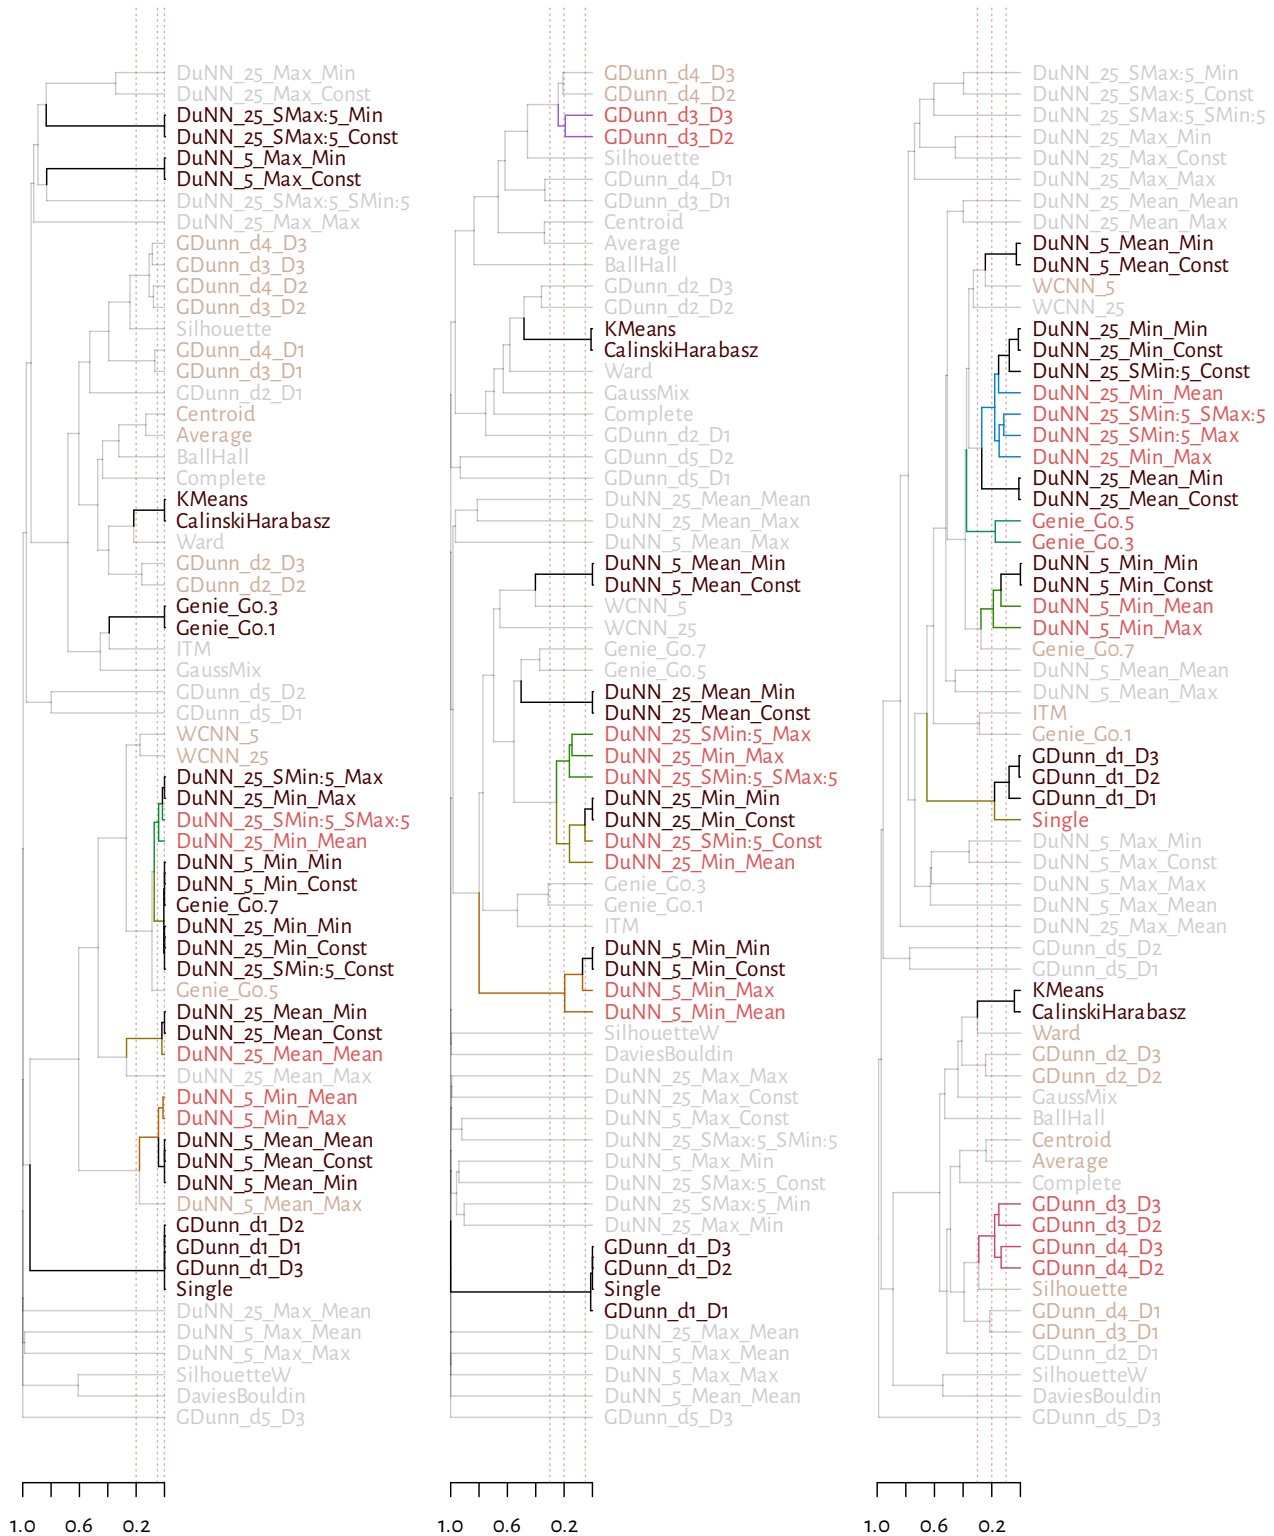 DuNN_25_Max_Min
DuNN_25_Max_Const
DuNN_25_SMax:5_Min
DuNN_25_SMax:5_Const
DuNN_5_Max_Min
DuNN_5_Max_Const
DuNN_25_SMax:5_SMin:5
DuNN_25_Max_Max
GDunn_d4_D3
GDunn_d3_D3
GDunn_d4_D2
GDunn_d3_D2
Silhouette
GDunn_d4_D1
GDunn_d3_D1
GDunn_d2_D1
Centroid
Average
BallHall
Complete
KMeans
CalinskiHarabasz
Ward
GDunn_d2_D3
GDunn_d2_D2
Genie_G0.3
Genie_G0.1
ITM
GaussMix
GDunn_d5_D2
GDunn_d5_D1
WCNN_5
WCNN_25
DuNN_25_SMin:5_Max
DuNN_25_Min_Max
DuNN_25_SMin:5_SMax:5
DuNN_25_Min_Mean
DuNN_5_Min_Min
DuNN_5_Min_Const
Genie_G0.7
DuNN_25_Min_Min
DuNN_25_Min_Const
DuNN_25_SMin:5_Const
Genie_G0.5
DuNN_25_Mean_Min
DuNN_25_Mean_Const
DuNN_25_Mean_Mean
DuNN_25_Mean_Max
DuNN_5_Min_Mean
DuNN_5_Min_Max
DuNN_5_Mean_Mean
DuNN_5_Mean_Const
DuNN_5_Mean_Min
DuNN_5_Mean_Max
GDunn_d1_D2
GDunn_d1_D1
GDunn_d1_D3
Single
DuNN_25_Max_Mean
DuNN_5_Max_Mean
DuNN_5_Max_Max
SilhouetteW
DaviesBouldin
GDunn_d5_D3
1.0 0.6 0.2
GDunn_d4_D3
GDunn_d4_D2
GDunn_d3_D3
GDunn_d3_D2
Silhouette
GDunn_d4_D1
GDunn_d3_D1
Centroid
Average
BallHall
GDunn_d2_D3
GDunn_d2_D2
KMeans
CalinskiHarabasz
Ward
GaussMix
Complete
GDunn_d2_D1
GDunn_d5_D2
GDunn_d5_D1
DuNN_25_Mean_Mean
DuNN_25_Mean_Max
DuNN_5_Mean_Max
DuNN_5_Mean_Min
DuNN_5_Mean_Const
WCNN_5
WCNN_25
Genie_G0.7
Genie_G0.5
DuNN_25_Mean_Min
DuNN_25_Mean_Const
DuNN_25_SMin:5_Max
DuNN_25_Min_Max
DuNN_25_SMin:5_SMax:5
DuNN_25_Min_Min
DuNN_25_Min_Const
DuNN_25_SMin:5_Const
DuNN_25_Min_Mean
Genie_G0.3
Genie_G0.1
ITM
DuNN_5_Min_Min
DuNN_5_Min_Const
DuNN_5_Min_Max
DuNN_5_Min_Mean
SilhouetteW
DaviesBouldin
DuNN_25_Max_Max
DuNN_25_Max_Const
DuNN_5_Max_Const
DuNN_25_SMax:5_SMin:5
DuNN_5_Max_Min
DuNN_25_SMax:5_Const
DuNN_25_SMax:5_Min
DuNN_25_Max_Min
GDunn_d1_D3
GDunn_d1_D2
Single
GDunn_d1_D1
DuNN_25_Max_Mean
DuNN_5_Max_Mean
DuNN_5_Max_Max
DuNN_5_Mean_Mean
GDunn_d5_D3
1.0 0.6 0.2
DuNN_25_SMax:5_Min
DuNN_25_SMax:5_Const
DuNN_25_SMax:5_SMin:5
DuNN_25_Max_Min
DuNN_25_Max_Const
DuNN_25_Max_Max
DuNN_25_Mean_Mean
DuNN_25_Mean_Max
DuNN_5_Mean_Min
DuNN_5_Mean_Const
WCNN_5
WCNN_25
DuNN_25_Min_Min
DuNN_25_Min_Const
DuNN_25_SMin:5_Const
DuNN_25_Min_Mean
DuNN_25_SMin:5_SMax:5
DuNN_25_SMin:5_Max
DuNN_25_Min_Max
DuNN_25_Mean_Min
DuNN_25_Mean_Const
Genie_G0.5
Genie_G0.3
DuNN_5_Min_Min
DuNN_5_Min_Const
DuNN_5_Min_Mean
DuNN_5_Min_Max
Genie_G0.7
DuNN_5_Mean_Mean
DuNN_5_Mean_Max
ITM
Genie_G0.1
GDunn_d1_D3
GDunn_d1_D2
GDunn_d1_D1
Single
DuNN_5_Max_Min
DuNN_5_Max_Const
DuNN_5_Max_Max
DuNN_5_Max_Mean
DuNN_25_Max_Mean
GDunn_d5_D2
GDunn_d5_D1
KMeans
CalinskiHarabasz
Ward
GDunn_d2_D3
GDunn_d2_D2
GaussMix
BallHall
Centroid
Average
Complete
GDunn_d3_D3
GDunn_d3_D2
GDunn_d4_D3
GDunn_d4_D2
Silhouette
GDunn_d4_D1
GDunn_d3_D1
GDunn_d2_D1
SilhouetteW
DaviesBouldin
GDunn_d5_D3
1.0 0.6 0.2